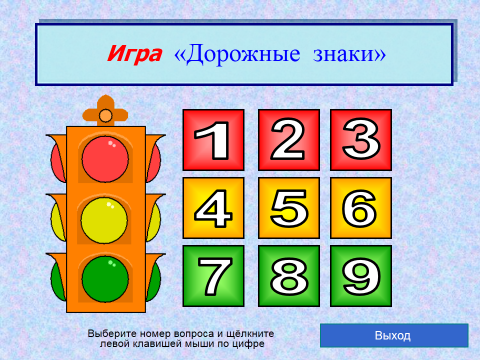 Игра «Дорожные знаки»
1 2 3
4 5 6
7 8 9
Выберите номер вопроса и щёлкните
левой клавишей мыши по цифре
Выход